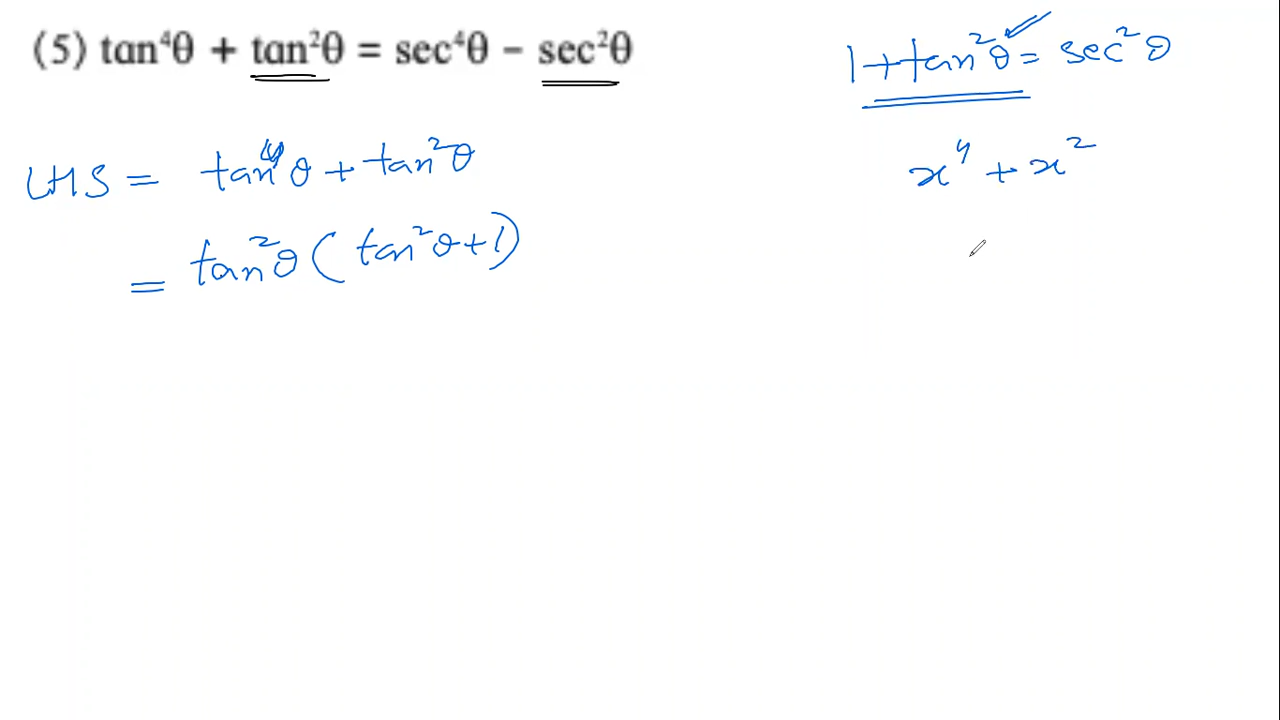 (5) tan⁴θ + tan²θ = sec⁴θ − sec²θ
1 + tan²θ = sec²θ
LHS = tan⁴θ + tan²θ
x⁴ + x²
= tan²θ ( tan²θ + 1)